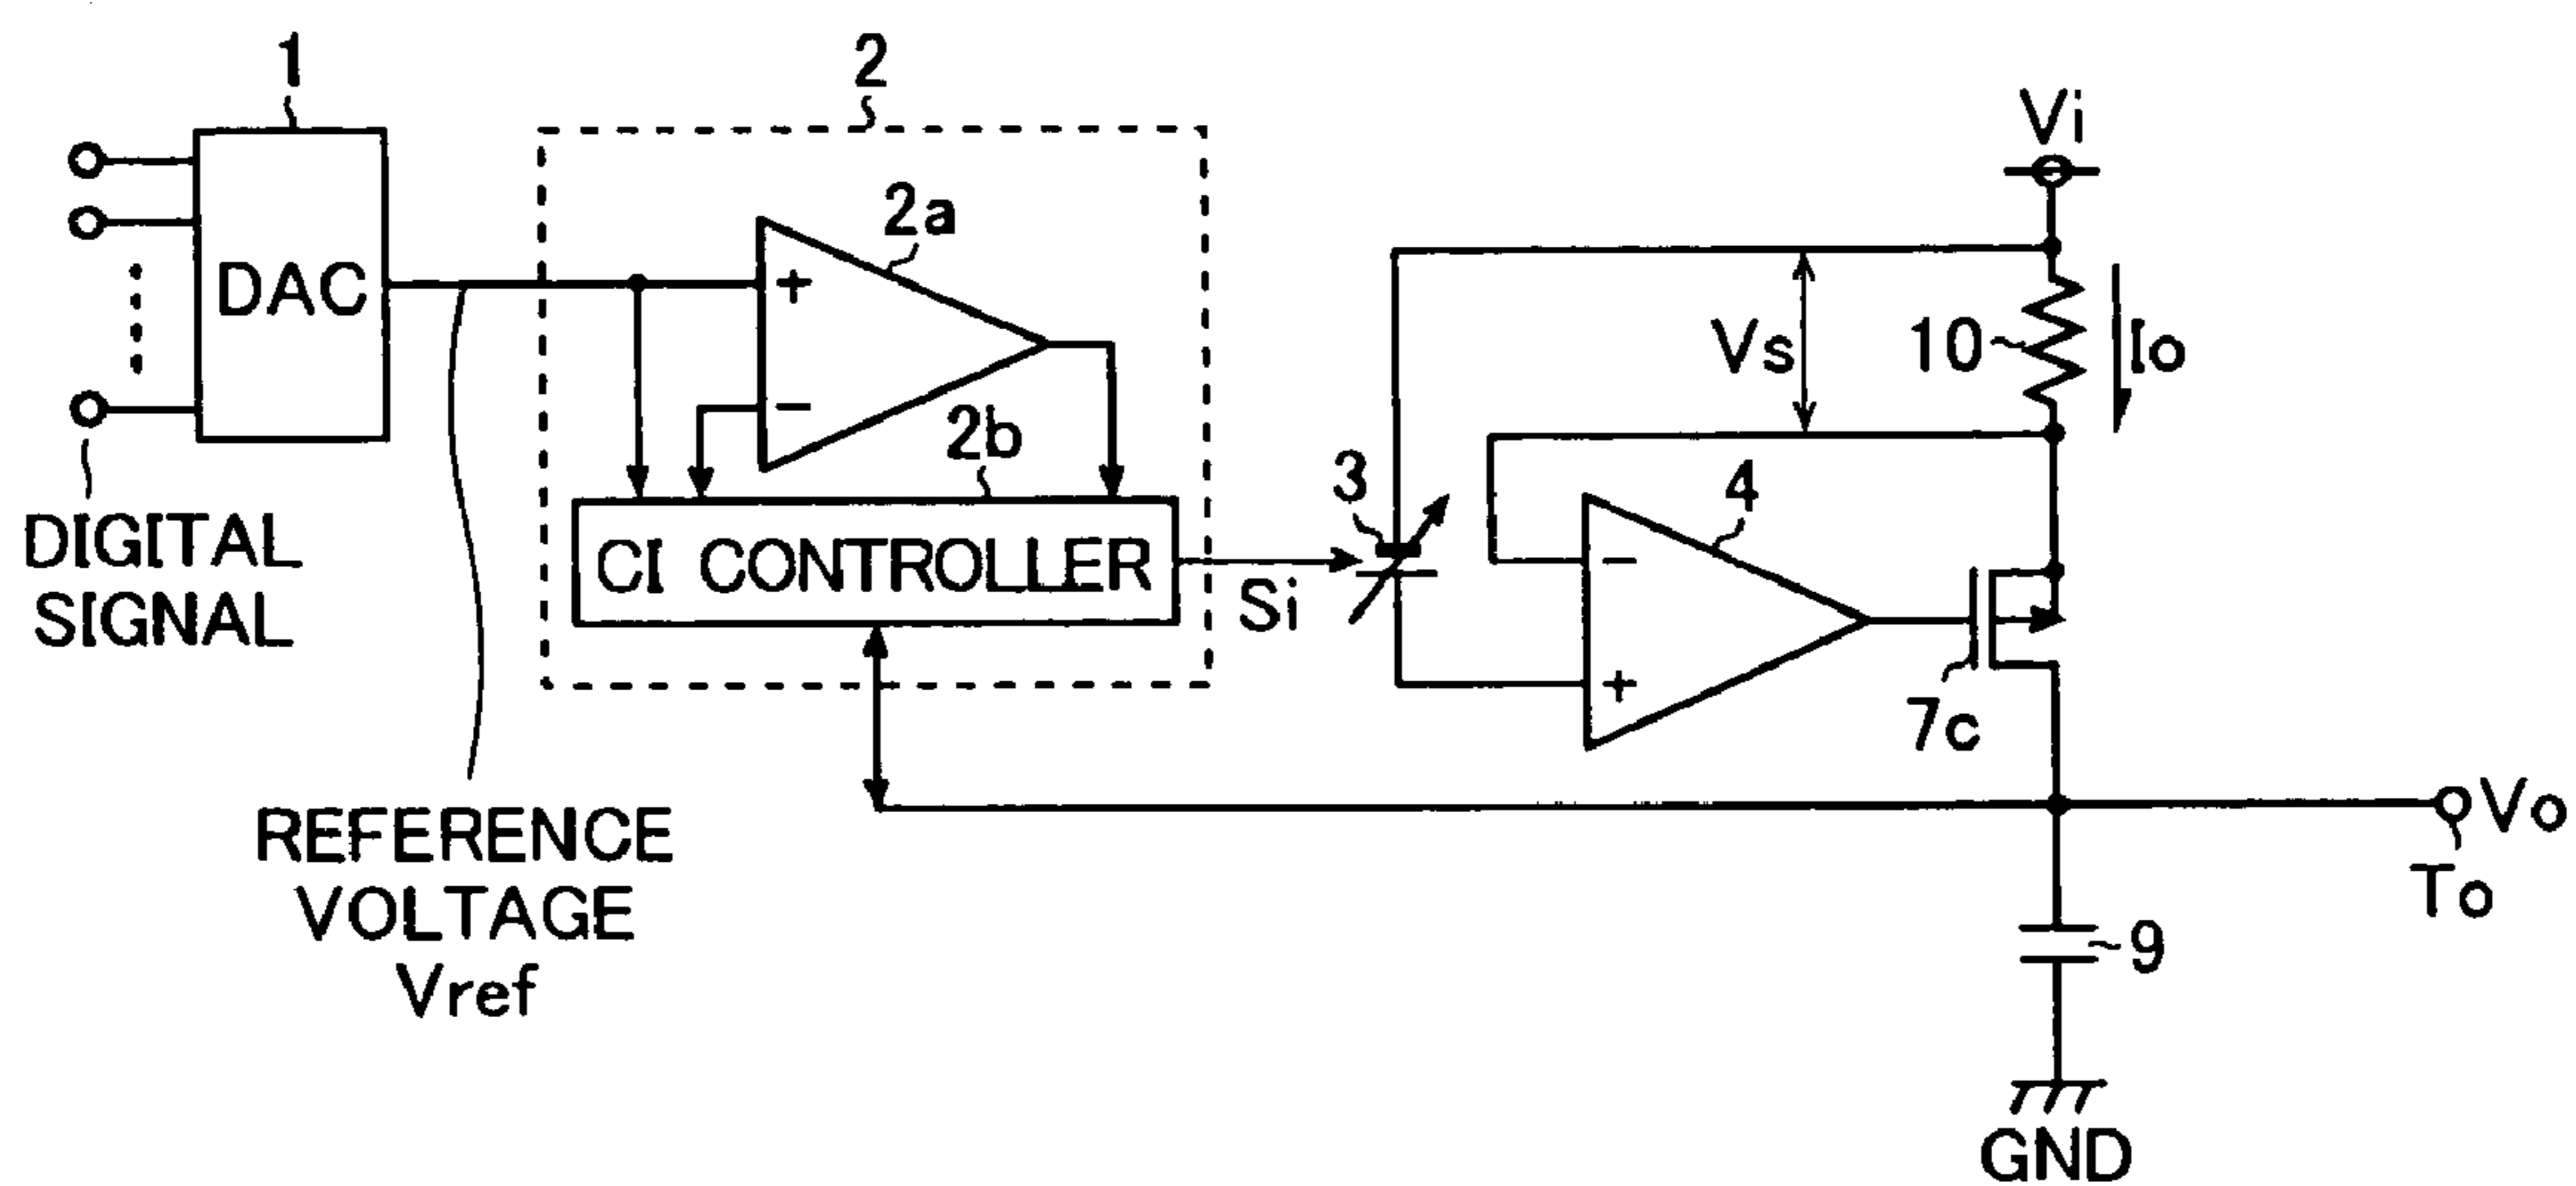 1
2
Vi
2a
+
DAC
Vs
10
Io
−
2b
3
4
DIGITAL
SIGNAL
CI CONTROLLER
Si
−
+
7c
REFERENCE
VOLTAGE
Vref
Vo
To
9
GND